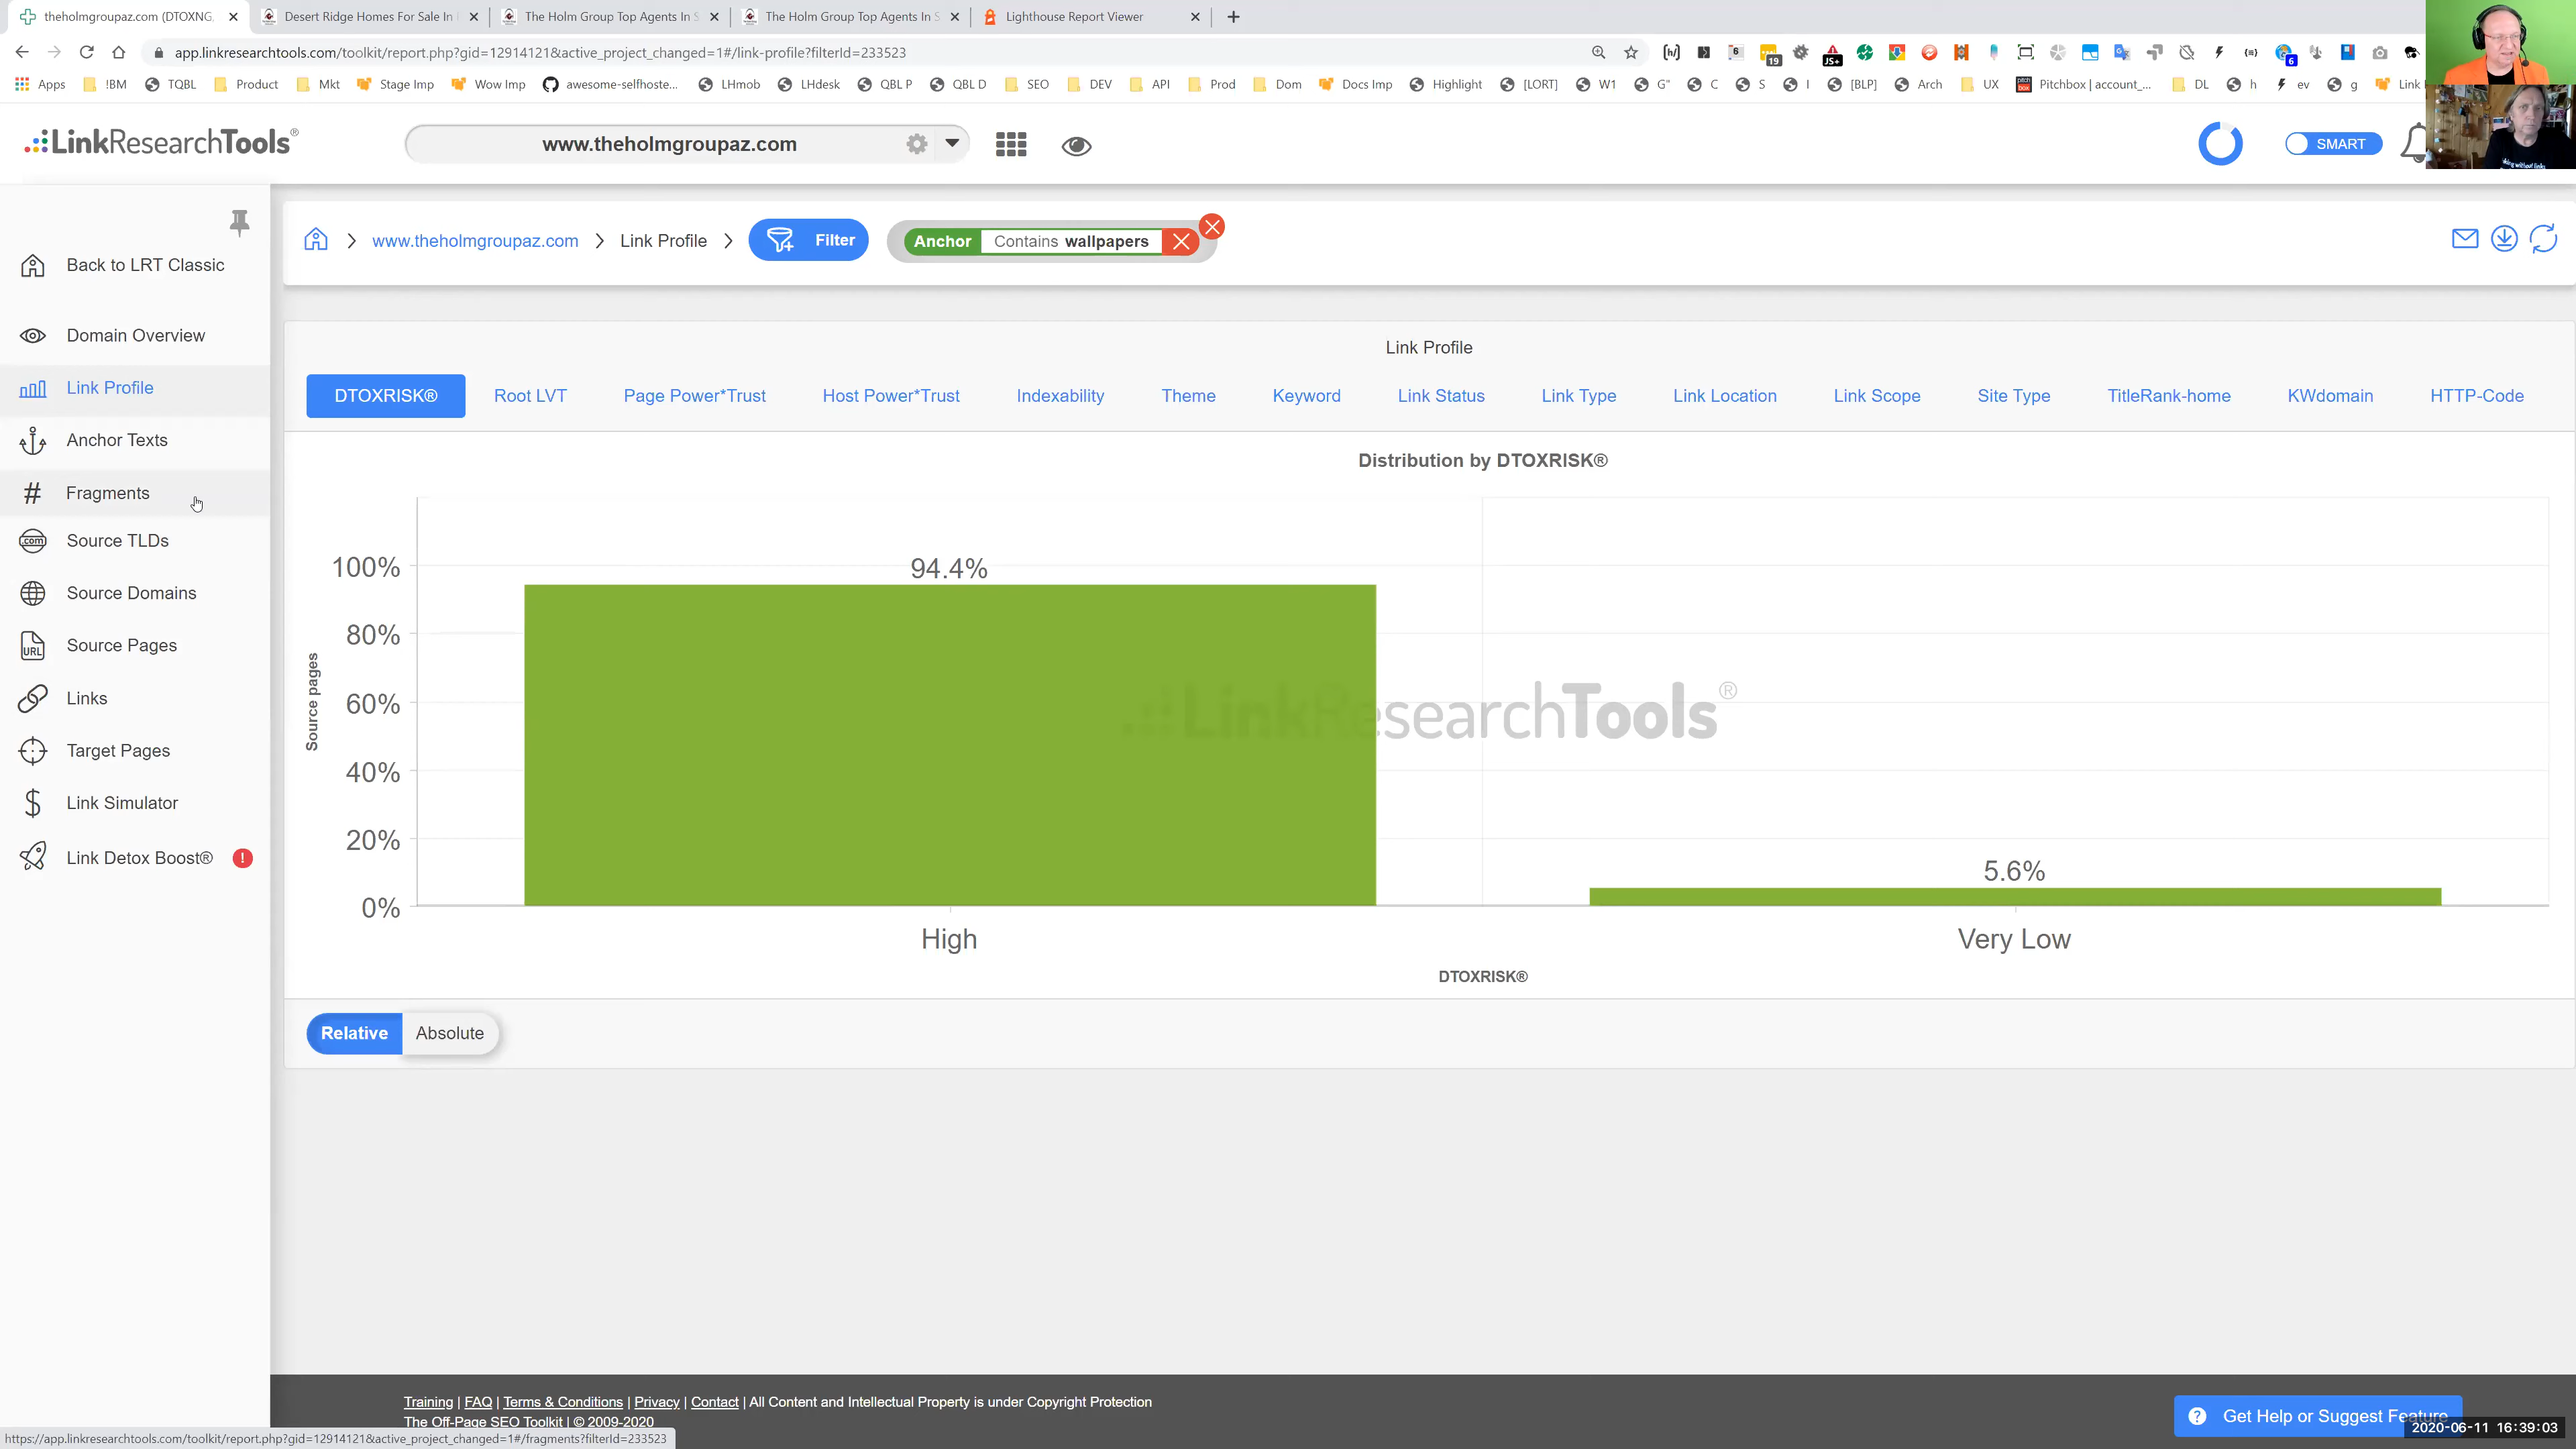 theholmgroupaz.com (DTOXNG
Desert Ridge Homes For Sale In
The Holm Group Top Agents In S
The Holm Group Top Agents In S
Lighthouse Report Viewer
app.linkresearchtools.com/toolkit/report.php?gid=12914121&active_project_changed=1#/link-profile?filterId=233523
19
JS+
6
6
Apps
!BM
TQBL
Product
Mkt
Stage Imp
Wow Imp
awesome-selfhoste...
LHmob
LHdesk
QBL P
QBL D
SEO
DEV
API
Prod
Dom
Docs Imp
Highlight
[LORT]
W1
G"
C
S
I
[BLP]
Arch
UX
Pitchbox | account_...
DL
h
ev
g
Link
LinkResearchTools®
www.theholmgroupaz.com
SMART
www.theholmgroupaz.com
Link Profile
Filter
Anchor Contains wallpapers
Back to LRT Classic
Domain Overview
Link Profile
Anchor Texts
Fragments
Source TLDs
Source Domains
Source Pages
Links
Target Pages
Link Simulator
Link Detox Boost® !
Link Profile
DTOXRISK®
Root LVT
Page Power*Trust
Host Power*Trust
Indexability
Theme
Keyword
Link Status
Link Type
Link Location
Link Scope
Site Type
TitleRank-home
KWdomain
HTTP-Code
Distribution by DTOXRISK®
Source pages
100%
80%
60%
40%
20%
0%
94.4%
5.6%
LinkResearchTools®
High
Very Low
DTOXRISK®
Relative
Absolute
Training | FAQ | Terms & Conditions | Privacy | Contact | All Content and Intellectual Property is under Copyright Protection
The Off-Page SEO Toolkit | © 2009-2020
? Get Help or Suggest Feature
2020-06-11 16:39:03
https://app.linkresearchtools.com/toolkit/report.php?gid=12914121&active_project_changed=1#/fragments?filterId=233523